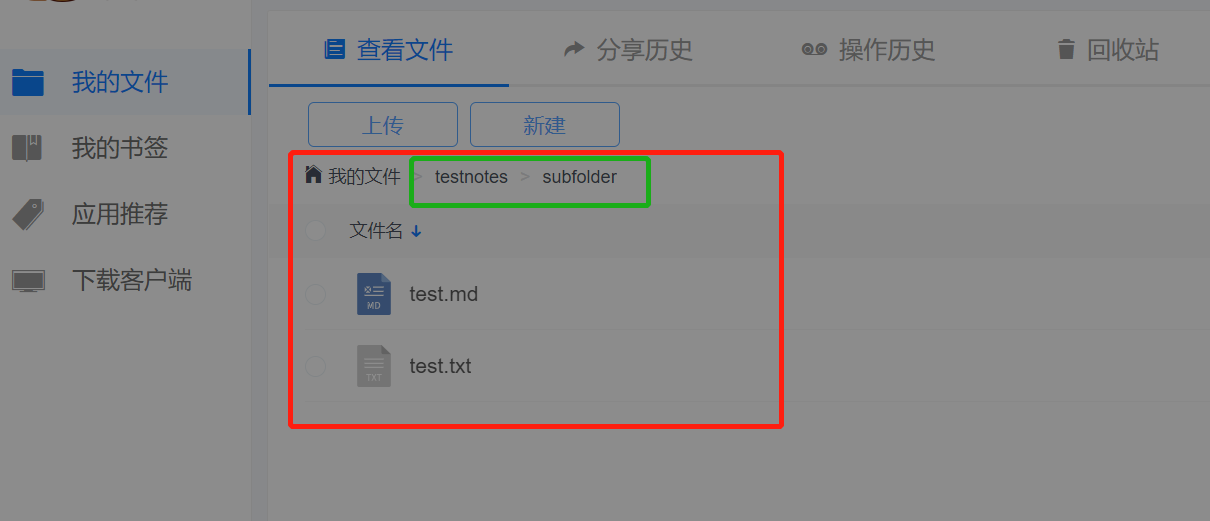 查看文件 分享历史 操作历史 回收站
我的文件
我的书签
应用推荐
下载客户端
上传 新建
我的文件 > testnotes > subfolder
文件名 ↓
MD test.md
TXT test.txt